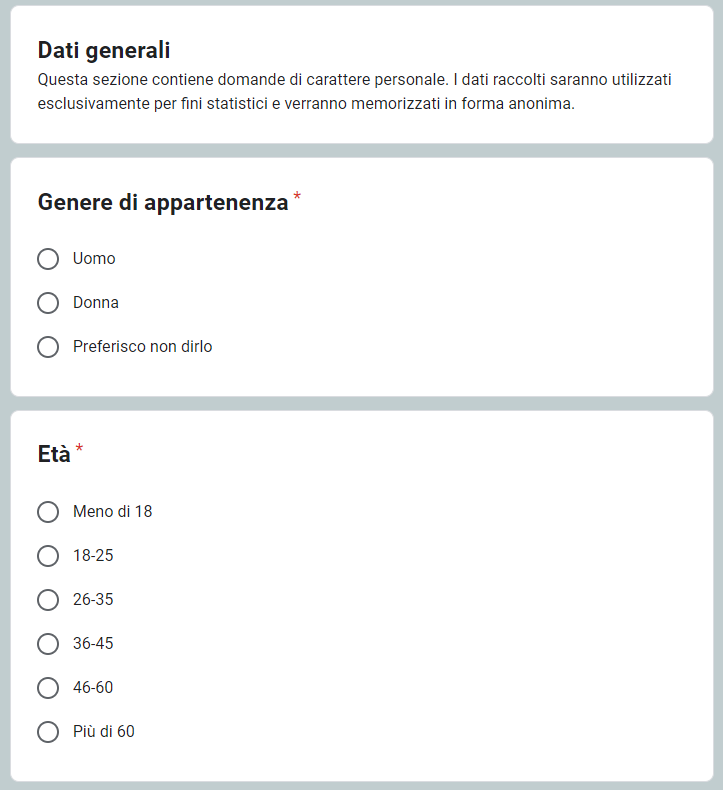 Dati generali
Questa sezione contiene domande di carattere personale. I dati raccolti saranno utilizzati
esclusivamente per fini statistici e verranno memorizzati in forma anonima.
Genere di appartenenza *
Uomo
Donna
Preferisco non dirlo
Età *
Meno di 18
18-25
26-35
36-45
46-60
Più di 60